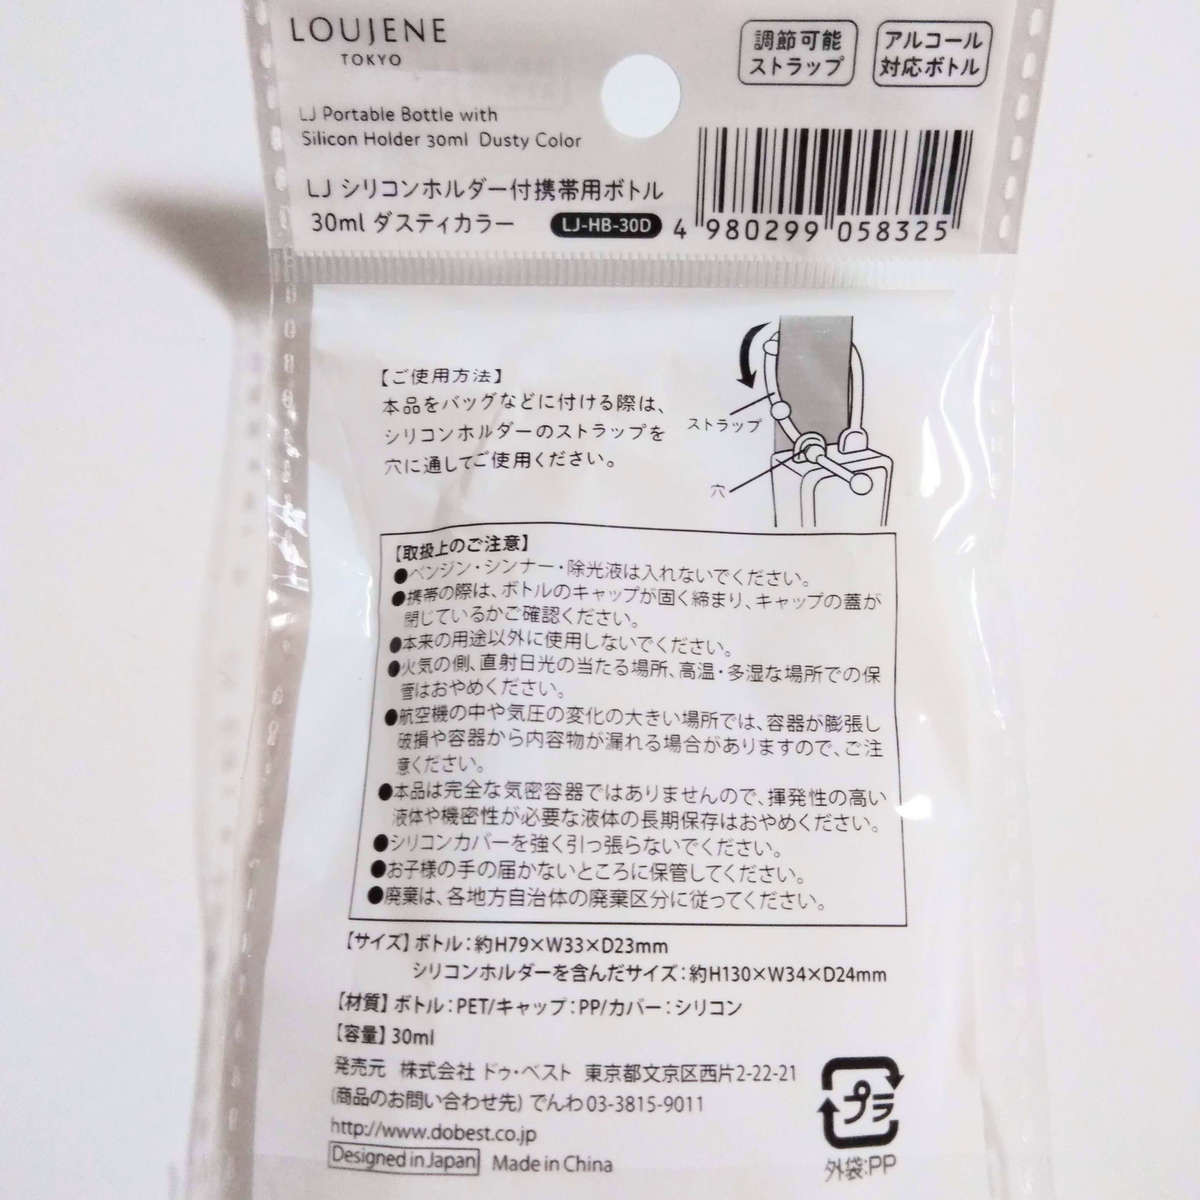 LOUJENE
TOKYO
調節可能
ストラップ
アルコール
対応ボトル
LJ Portable Bottle with
Silicon Holder 30ml Dusty Color
LJ シリコンホルダー付携帯用ボトル
30ml ダスティカラー LJ-HB-30D
4 980299 058325
【ご使用方法】
本品をバッグなどに付ける際は、
シリコンホルダーのストラップを
穴に通してご使用ください。
ストラップ
穴
【取扱上のご注意】
●ベンジン・シンナー・除光液は入れないでください。
●携帯の際は、ボトルのキャップが固く締まり、キャップの蓋が
閉じているかご確認ください。
●本来の用途以外に使用しないでください。
●火気の側、直射日光の当たる場所、高温・多湿な場所での保
管はおやめください。
●航空機の中や気圧の変化の大きい場所では、容器が膨張し
破損や容器から内容物が漏れる場合がありますので、ご注
意ください。
●本品は完全な気密容器ではありませんので、揮発性の高い
液体や機密性が必要な液体の長期保存はおやめください。
●シリコンカバーを強く引っ張らないでください。
●お子様の手の届かないところに保管してください。
●廃棄は、各地方自治体の廃棄区分に従ってください。
【サイズ】ボトル：約H79×W33×D23mm
シリコンホルダーを含んだサイズ：約H130×W34×D24mm
【材質】ボトル：PET/キャップ：PP/カバー：シリコン
【容量】30ml
発売元 株式会社 ドゥ・ベスト 東京都文京区西片2-22-21
(商品のお問い合わせ先) でんわ03-3815-9011
http://www.dobest.co.jp
Designed in Japan Made in China
プラ
外袋:PP